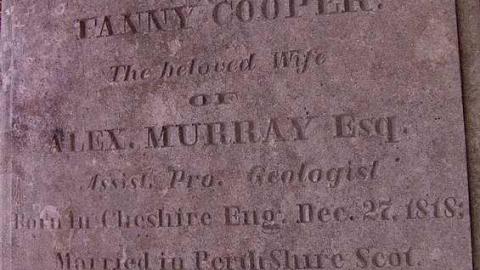 FANNY COOPER.
The beloved Wife
OF
ALEX. MURRAY Esq.
Assist. Pro. Geologist
Born in Cheshire Eng. Dec. 27, 1818;
Married in PerthShire Scot.